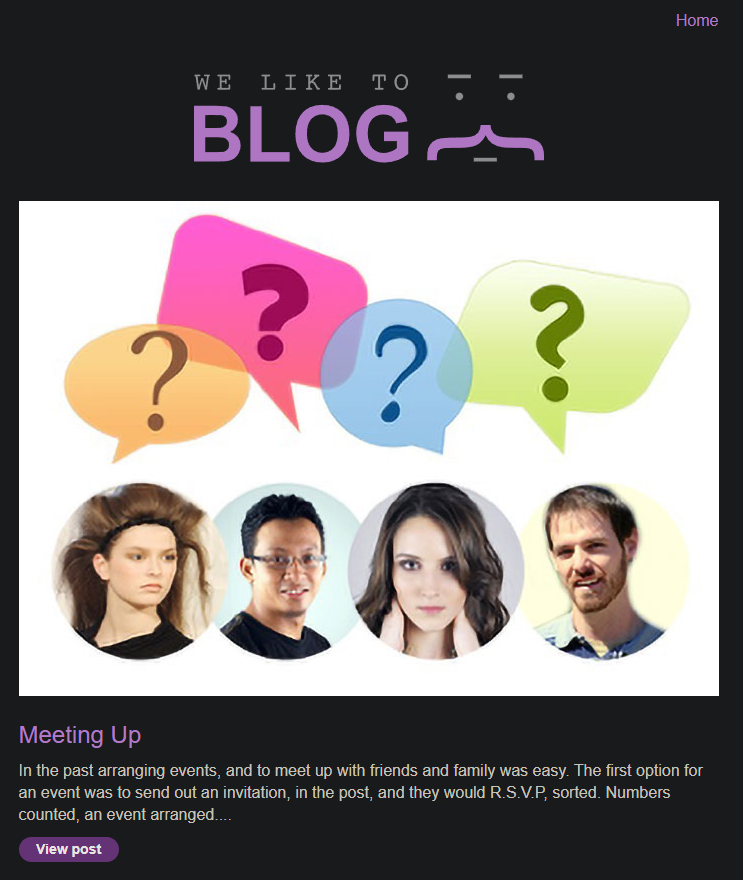 Home
WE LIKE TO
BLOG
?
?
?
?
Meeting Up
In the past arranging events, and to meet up with friends and family was easy. The first option for
an event was to send out an invitation, in the post, and they would R.S.V.P, sorted. Numbers
counted, an event arranged....
View post